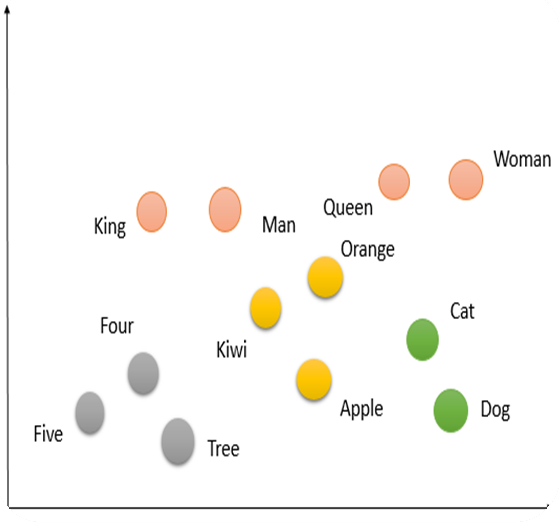 Woman
Queen
King
Man
Orange
Cat
Four
Kiwi
Apple
Dog
Five
Tree